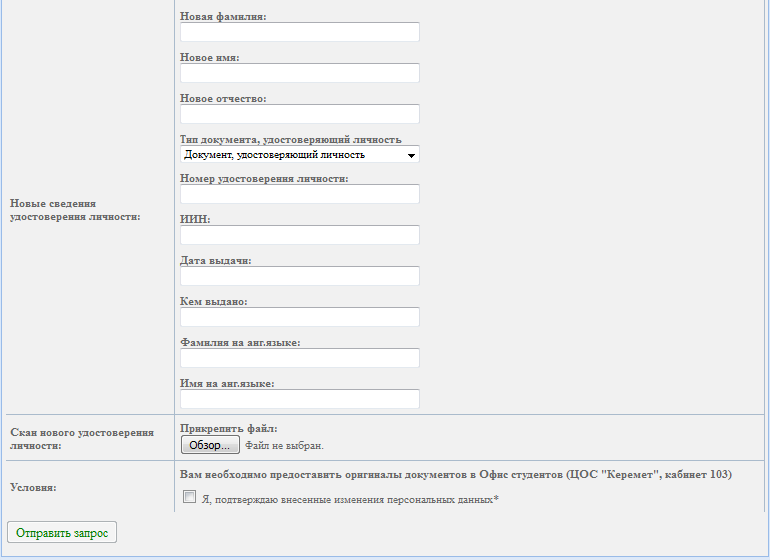 Новая фамилия:
Новое имя:
Новое отчество:
Тип документа, удостоверяющий личность
Документ, удостоверяющий личность
Номер удостоверения личности:
Новые сведения
удостоверения личности:
ИИН:
Дата выдачи:
Кем выдано:
Фамилия на анг.языке:
Имя на анг.языке:
Скан нового удостоверения
личности:
Прикрепить файл:
Обзор... Файл не выбран.
Условия:
Вам необходимо предоставить оригиналы документов в Офис студентов (ЦОС "Керемет", кабинет 103)
Я, подтверждаю внесенные изменения персональных данных*
Отправить запрос